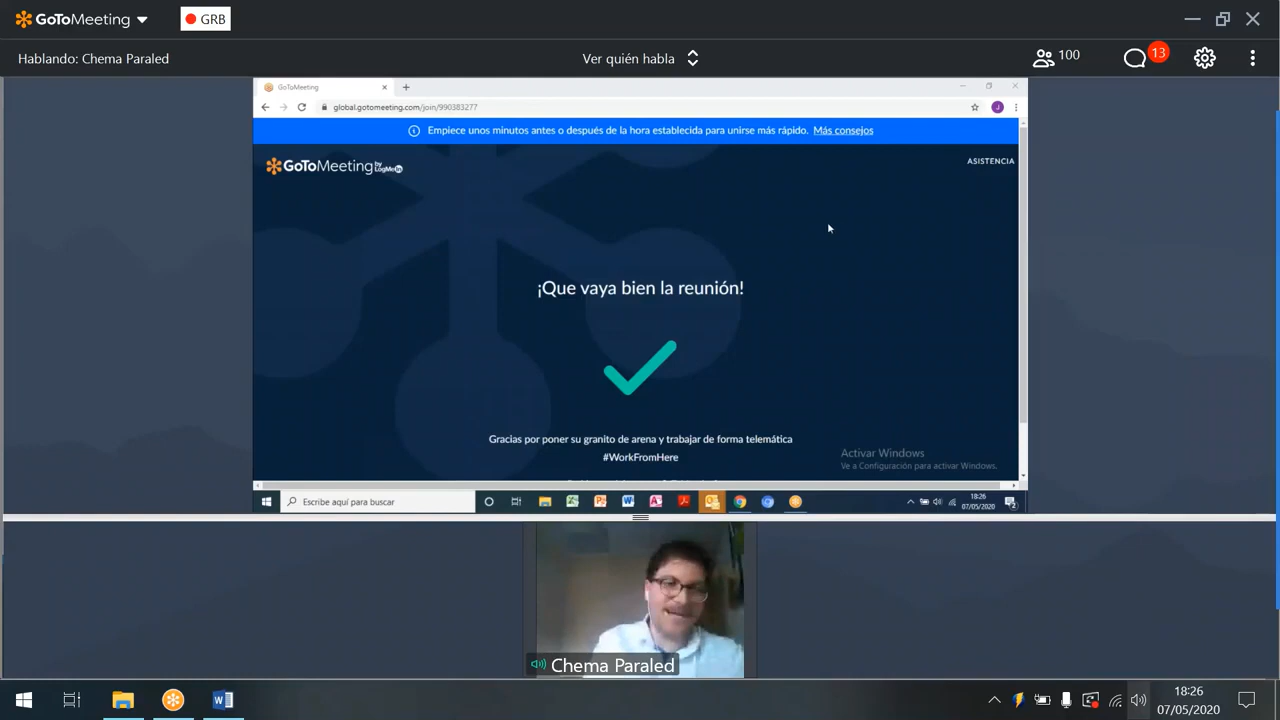 GoToMeeting
GRB
Hablando: Chema Paraled
Ver quién habla
100
13
GoToMeeting
global.gotomeeting.com/join/990383277
J
Empiece unos minutos antes o después de la hora establecida para unirse más rápido. Más consejos
GoToMeeting by LogMeIn
ASISTENCIA
¡Que vaya bien la reunión!
Gracias por poner su granito de arena y trabajar de forma telemática
#WorkFromHere
Activar Windows
Ve a Configuración para activar Windows.
Escribe aquí para buscar
18:26
07/05/2020
2
Chema Paraled
18:26
07/05/2020